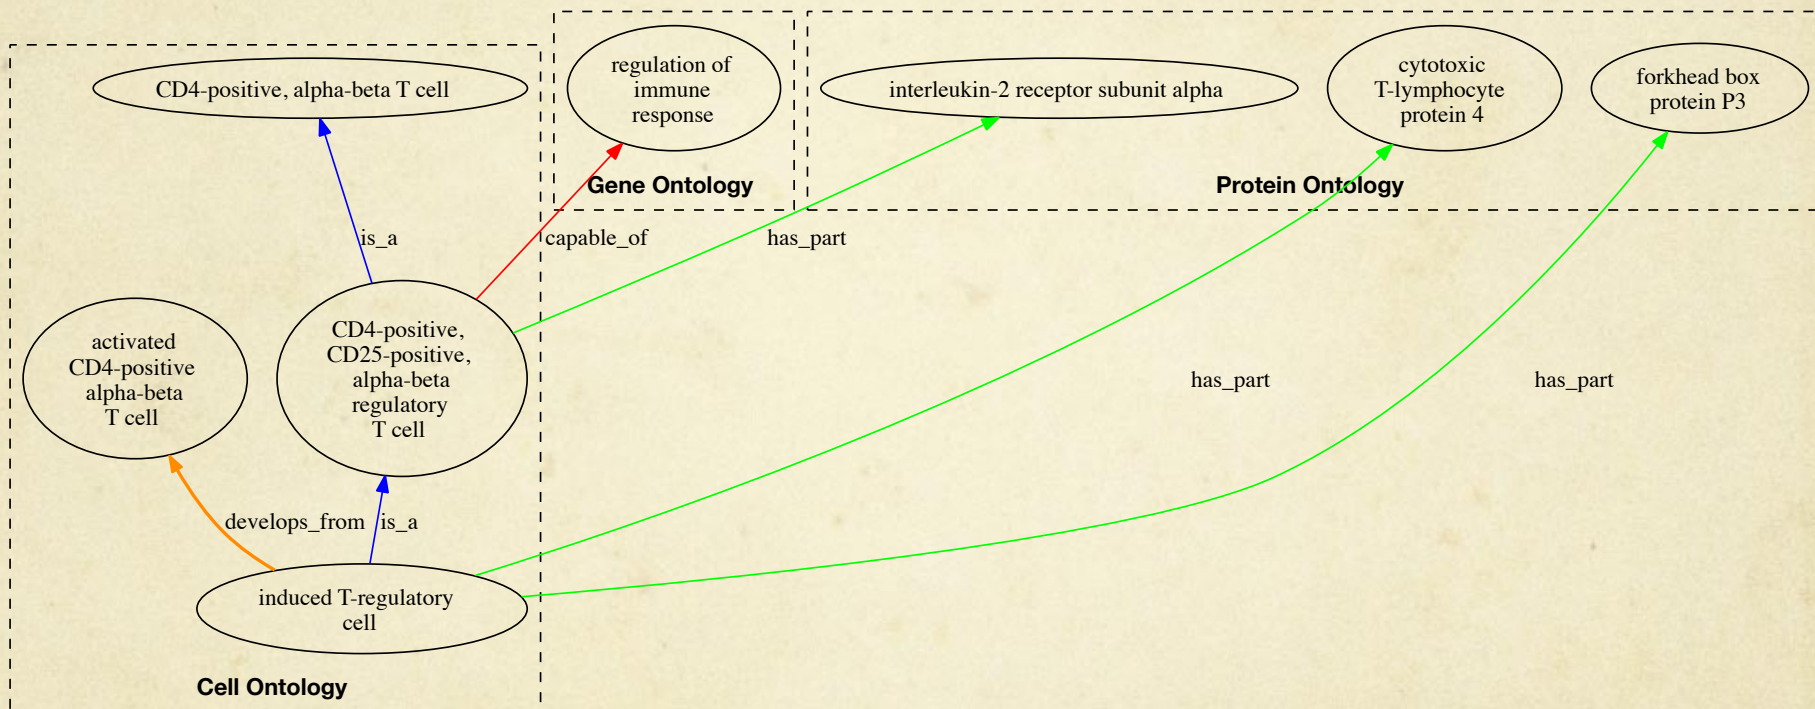 CD4-positive, alpha-beta T cell
regulation of
immune
response
interleukin-2 receptor subunit alpha
cytotoxic
T-lymphocyte
protein 4
forkhead box
protein P3
Gene Ontology
Protein Ontology
is_a
capable_of
has_part
activated
CD4-positive
alpha-beta
T cell
CD4-positive,
CD25-positive,
alpha-beta
regulatory
T cell
has_part
has_part
develops_from
is_a
induced T-regulatory
cell
Cell Ontology